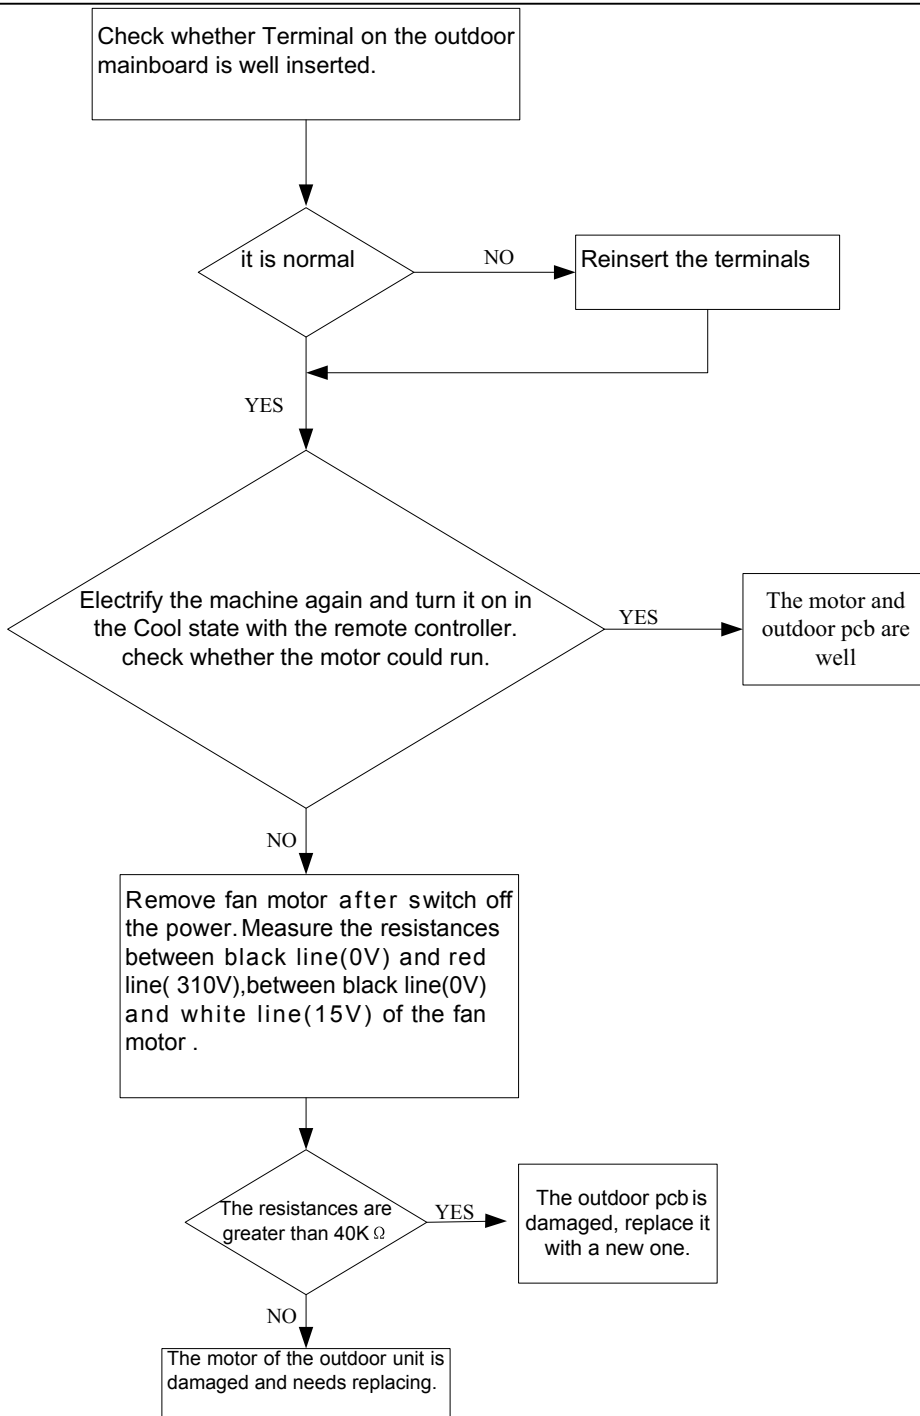 Check whether Terminal on the outdoor
mainboard is well inserted.
it is normal
NO
Reinsert the terminals
YES
Electrify the machine again and turn it on in
the Cool state with the remote controller.
check whether the motor could run.
YES
The motor and
outdoor pcb are
well
NO
Remove fan motor after switch off
the power.Measure the resistances
between black line(0V) and red
line( 310V),between black line(0V)
and white line(15V) of the fan
motor .
The resistances are
greater than 40K Ω
YES
The outdoor pcb is
damaged, replace it
with a new one.
NO
The motor of the outdoor unit is
damaged and needs replacing.